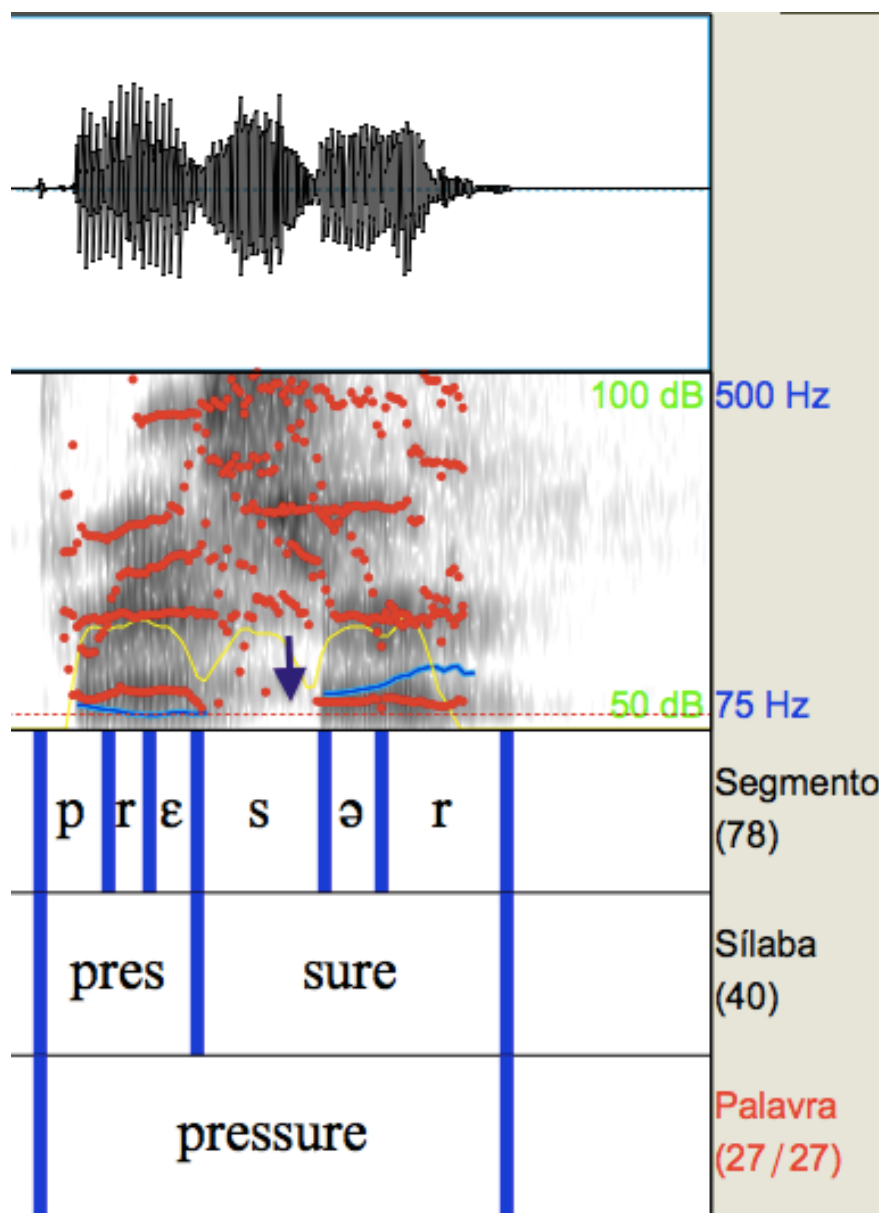 100 dB 500 Hz
50 dB 75 Hz
p r ɛ s ə r Segmento
(78)
pres sure Sílaba
(40)
pressure Palavra
(27/27)